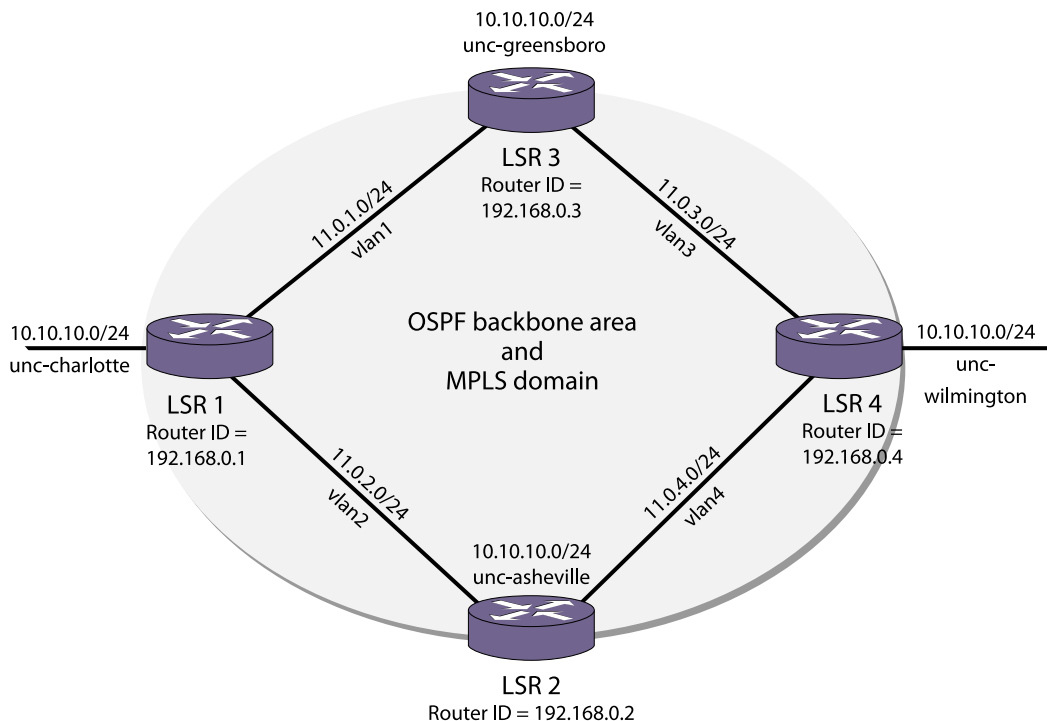 10.10.10.0/24
unc-greensboro
LSR 3
Router ID =
192.168.0.3
11.0.1.0/24
vlan1
11.0.3.0/24
vlan3
10.10.10.0/24
unc-charlotte
LSR 1
Router ID =
192.168.0.1
OSPF backbone area
and
MPLS domain
10.10.10.0/24
unc-
wilmington
LSR 4
Router ID =
192.168.0.4
11.0.2.0/24
vlan2
11.0.4.0/24
vlan4
10.10.10.0/24
unc-asheville
LSR 2
Router ID = 192.168.0.2